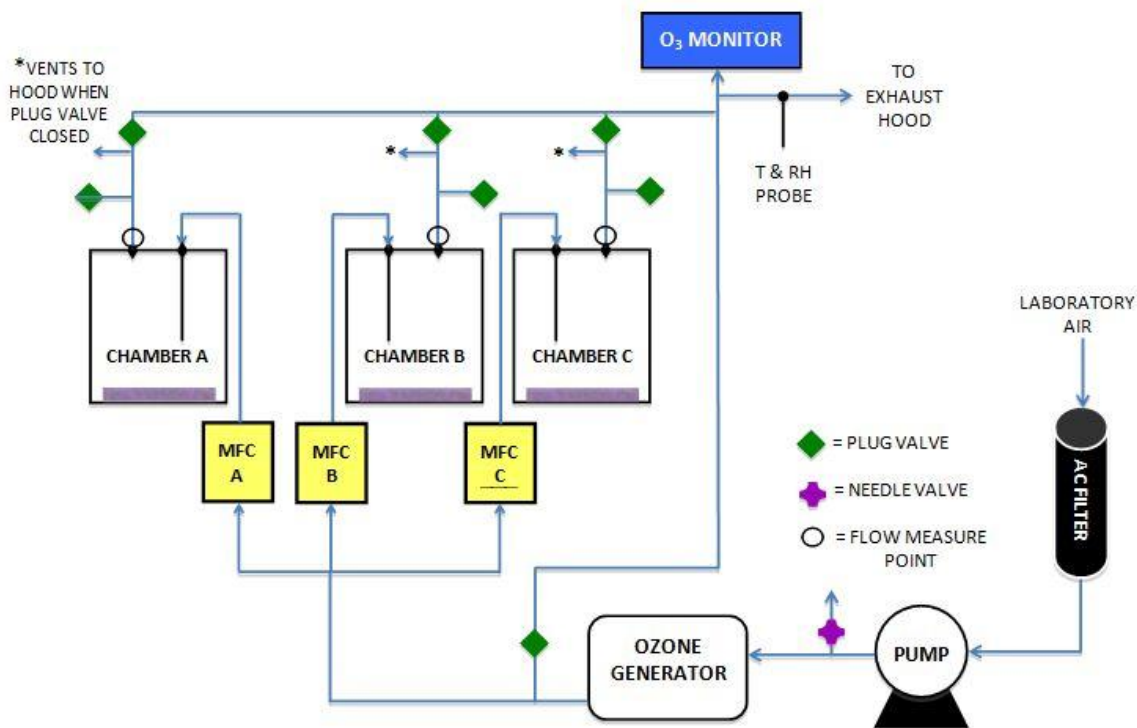 O₃ MONITOR
*VENTS TO
HOOD WHEN
PLUG VALVE
CLOSED
TO
EXHAUST
HOOD
*
*
T & RH
PROBE
CHAMBER A
CHAMBER B
CHAMBER C
LABORATORY
AIR
MFC
A
MFC
B
MFC
C
= PLUG VALVE
= NEEDLE VALVE
= FLOW MEASURE
POINT
AC FILTER
OZONE
GENERATOR
PUMP